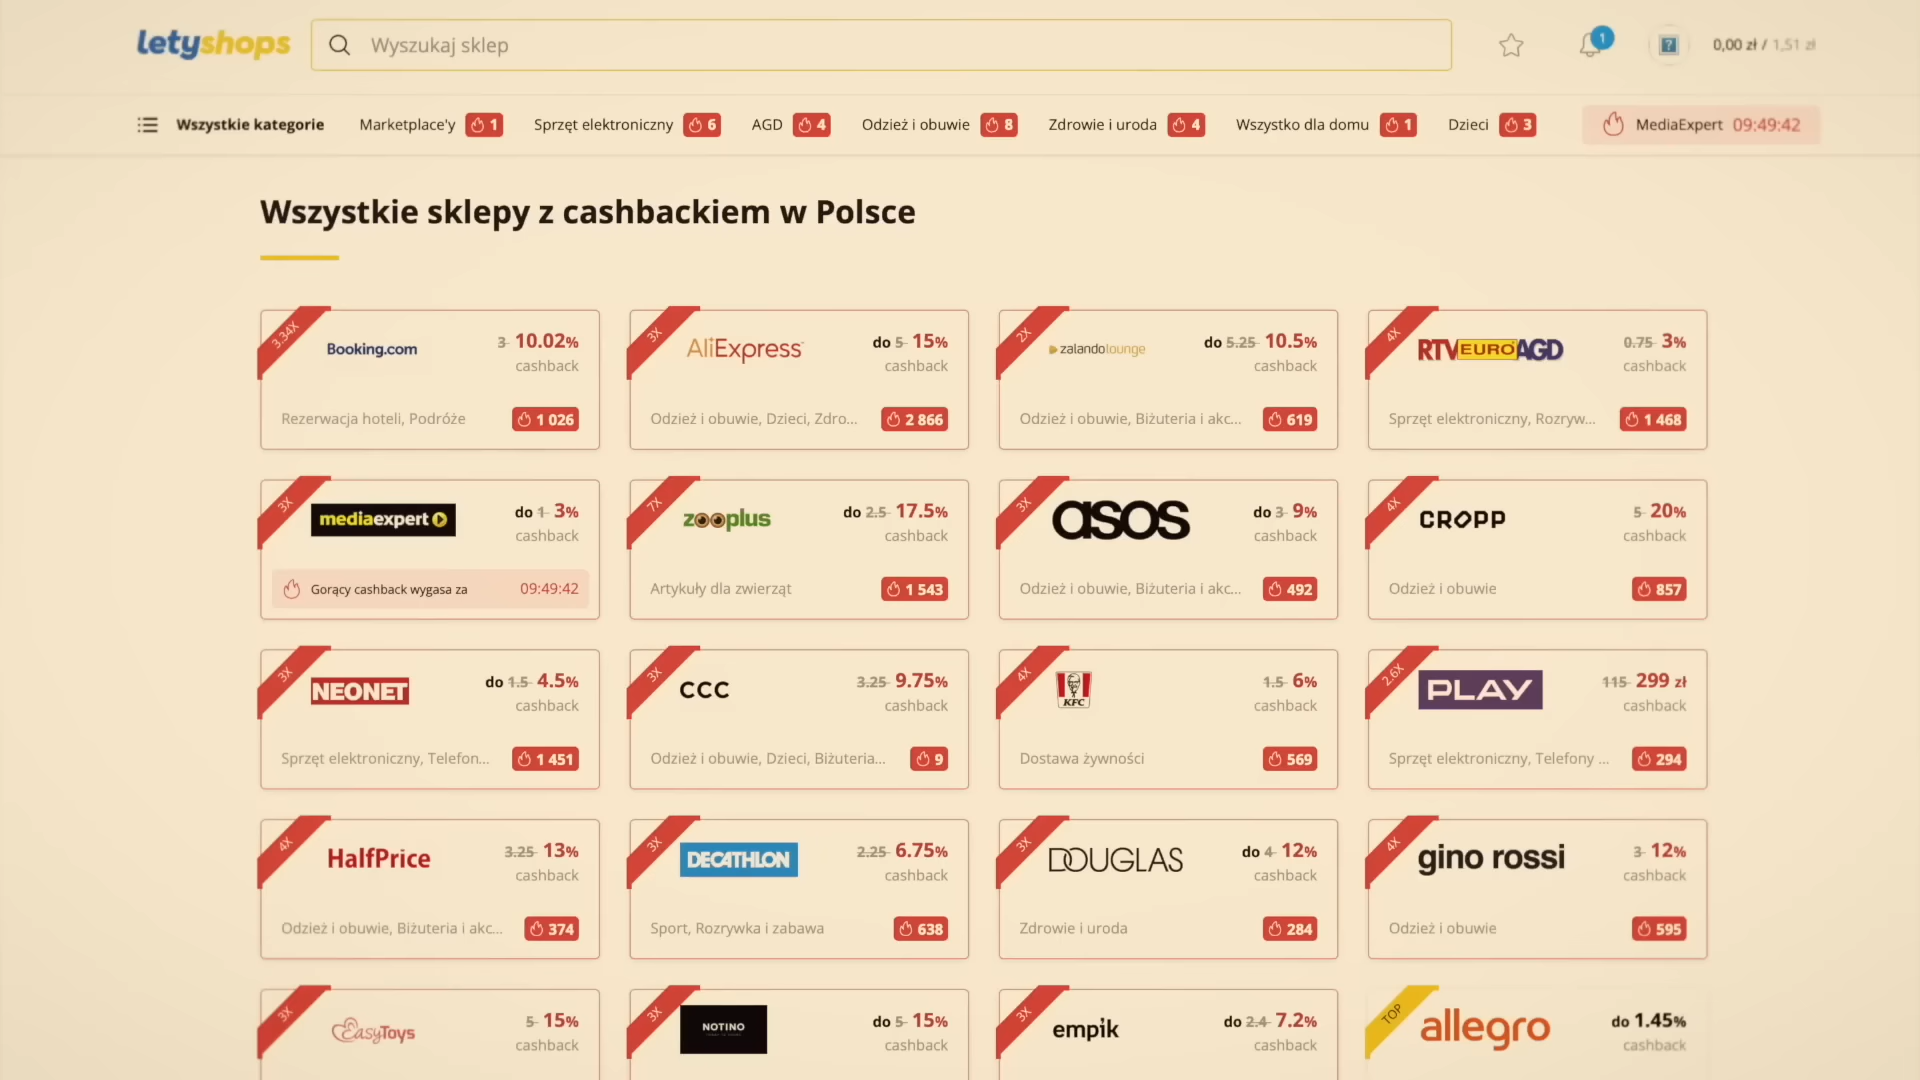 letyshops Wyszukaj sklep 1 0,00 zł / 1,51 zł
Wszystkie kategorie Marketplace'y 1 Sprzęt elektroniczny 6 AGD 4 Odzież i obuwie 8 Zdrowie i uroda 4 Wszystko dla domu 1 Dzieci 3 MediaExpert 09:49:42
Wszystkie sklepy z cashbackiem w Polsce
3.34X Booking.com 3 10.02%
cashback
Rezerwacja hoteli, Podróże 1 026
3X AliExpress do 5 15%
cashback
Odzież i obuwie, Dzieci, Zdro... 2 866
2X zalandolounge do 5.25 10.5%
cashback
Odzież i obuwie, Biżuteria i akc... 619
4X RTV EURO AGD 0.75 3%
cashback
Sprzęt elektroniczny, Rozryw... 1 468
3X mediaexpert do 1 3%
cashback
Gorący cashback wygasa za 09:49:42
7X zooplus do 2.5 17.5%
cashback
Artykuły dla zwierząt 1 543
3X asos do 3 9%
cashback
Odzież i obuwie, Biżuteria i akc... 492
4X CROPP 5 20%
cashback
Odzież i obuwie 857
3X NEONET do 1.5 4.5%
cashback
Sprzęt elektroniczny, Telefon... 1 451
3X CCC 3.25 9.75%
cashback
Odzież i obuwie, Dzieci, Biżuteria... 9
4X KFC 1.5 6%
cashback
Dostawa żywności 569
2.6X PLAY 115 299 zł
cashback
Sprzęt elektroniczny, Telefony ... 294
4X HalfPrice 3.25 13%
cashback
Odzież i obuwie, Biżuteria i akc... 374
3X DECATHLON 2.25 6.75%
cashback
Sport, Rozrywka i zabawa 638
3X DOUGLAS do 4 12%
cashback
Zdrowie i uroda 284
4X gino rossi 3 12%
cashback
Odzież i obuwie 595
3X EasyToys 5 15%
cashback
3X NOTINO do 5 15%
cashback
3X empik do 2.4 7.2%
cashback
TOP allegro do 1.45%
cashback